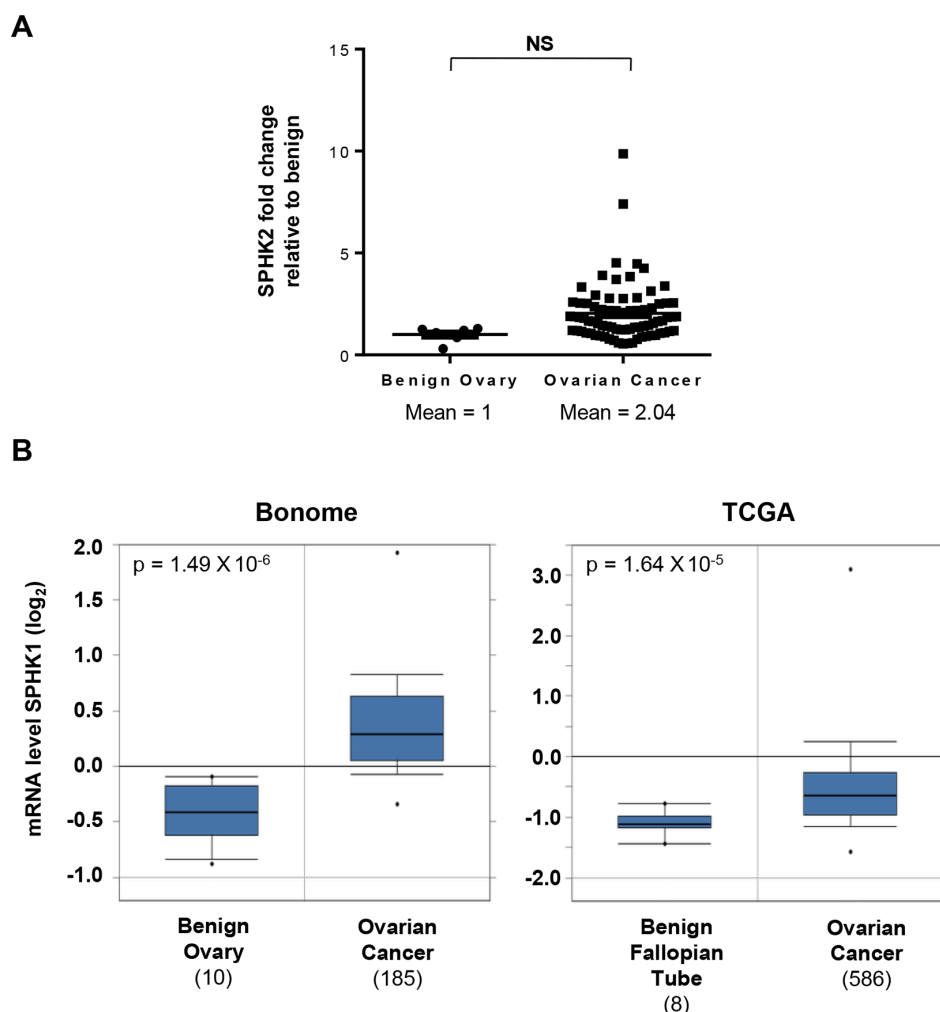 A
NS
15
10
5
0
SPHK2 fold change
relative to benign
Benign Ovary
Ovarian Cancer
Mean = 1
Mean = 2.04
B
Bonome
p = 1.49 X 10⁻⁶
mRNA level SPHK1 (log₂)
2.0
1.5
1.0
0.5
0.0
-0.5
-1.0
Benign
Ovary
(10)
Ovarian
Cancer
(185)
TCGA
p = 1.64 X 10⁻⁵
3.0
2.0
1.0
0.0
-1.0
-2.0
Benign
Fallopian
Tube
(8)
Ovarian
Cancer
(586)